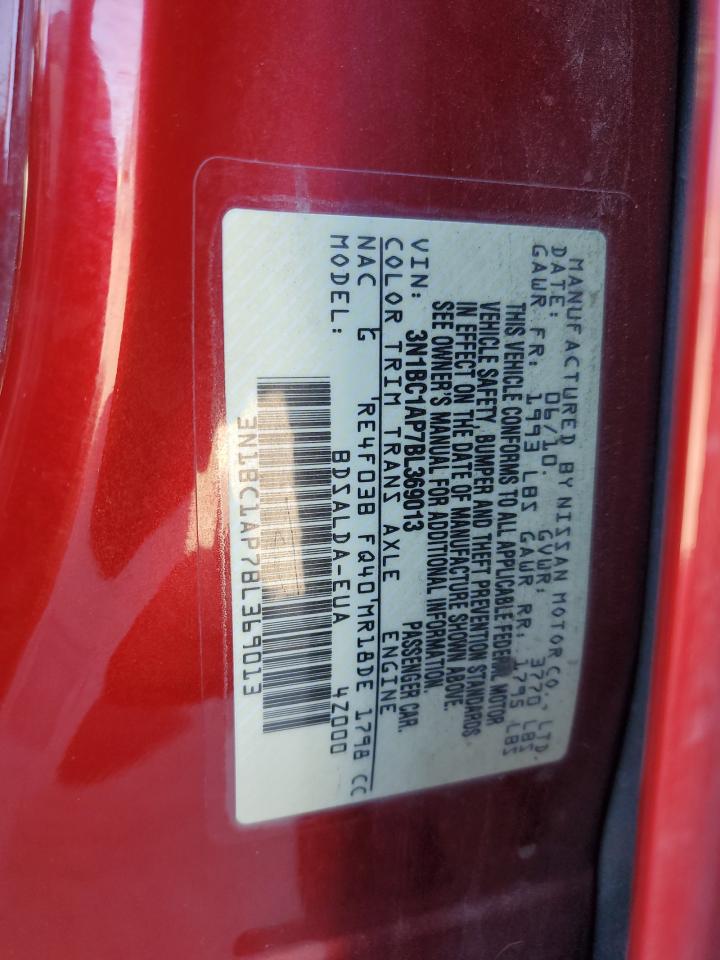 MANUFACTURED BY NISSAN MOTOR CO., LTD.
DATE: 06/10. GVWR: 3770 LBS
GAWR FR: 1993 LBS GAWR RR: 1795 LBS
THIS VEHICLE CONFORMS TO ALL APPLICABLE FEDERAL MOTOR
VEHICLE SAFETY, BUMPER AND THEFT PREVENTION STANDARDS
IN EFFECT ON THE DATE OF MANUFACTURE SHOWN ABOVE.
SEE OWNER'S MANUAL FOR ADDITIONAL INFORMATION.
VIN: 3N1BC1AP7BL369013 PASSENGER CAR.
COLOR TRIM TRANS AXLE ENGINE
NAC G 'RE4F03B FQ40'MR18DE 1798 CC
MODEL: BDSALDA-EUA 4Z000
3N1BC1AP7BL369013